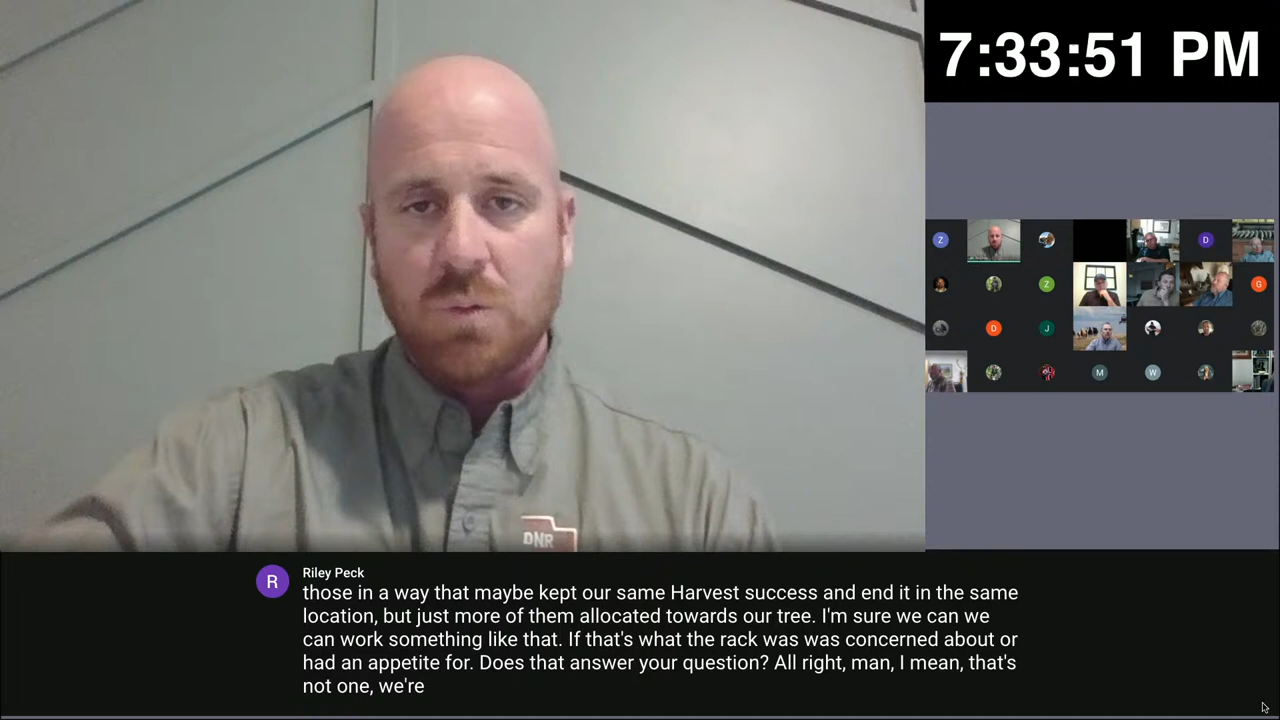 7:33:51 PM
Z
D
Z
G
D
J
M
W
DNR
R
Riley Peck
those in a way that maybe kept our same Harvest success and end it in the same
location, but just more of them allocated towards our tree. I'm sure we can we
can work something like that. If that's what the rack was was concerned about or
had an appetite for. Does that answer your question? All right, man, I mean, that's
not one, we're